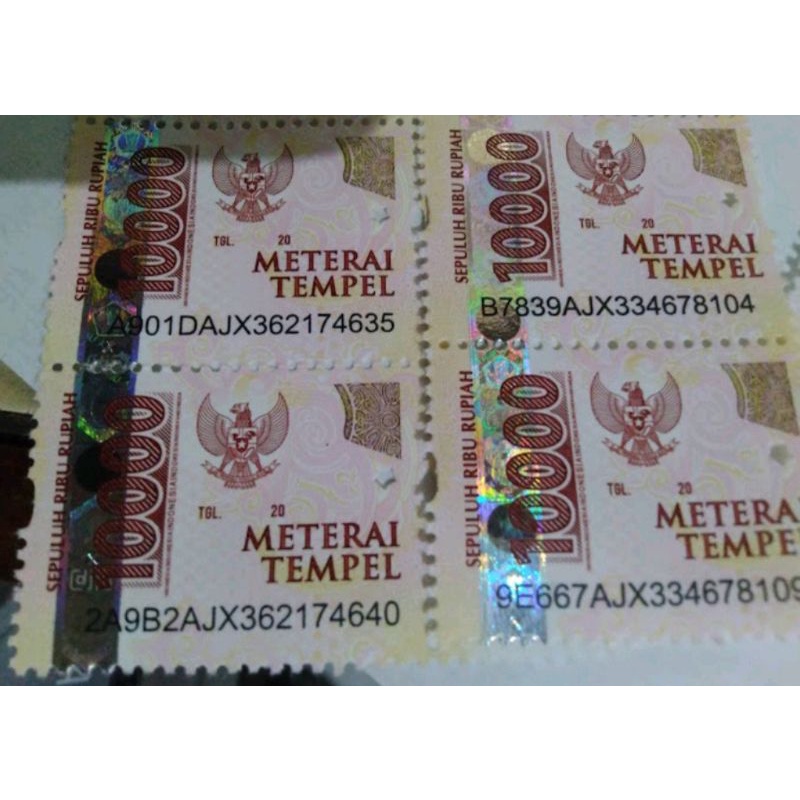 SEPULUH RIBU RUPIAH
10000
TGL. 20
METERAI
TEMPEL
A901DAJX362174635
SEPULUH RIBU RUPIAH
10000
TGL. 20
METERAI
TEMPEL
B7839AJX334678104
SEPULUH RIBU RUPIAH
10000
TGL. 20
METERAI
TEMPEL
2A9B2AJX362174640
SEPULUH RIBU RUPIAH
10000
TGL. 20
METERAI
TEMPEL
9E667AJX334678109